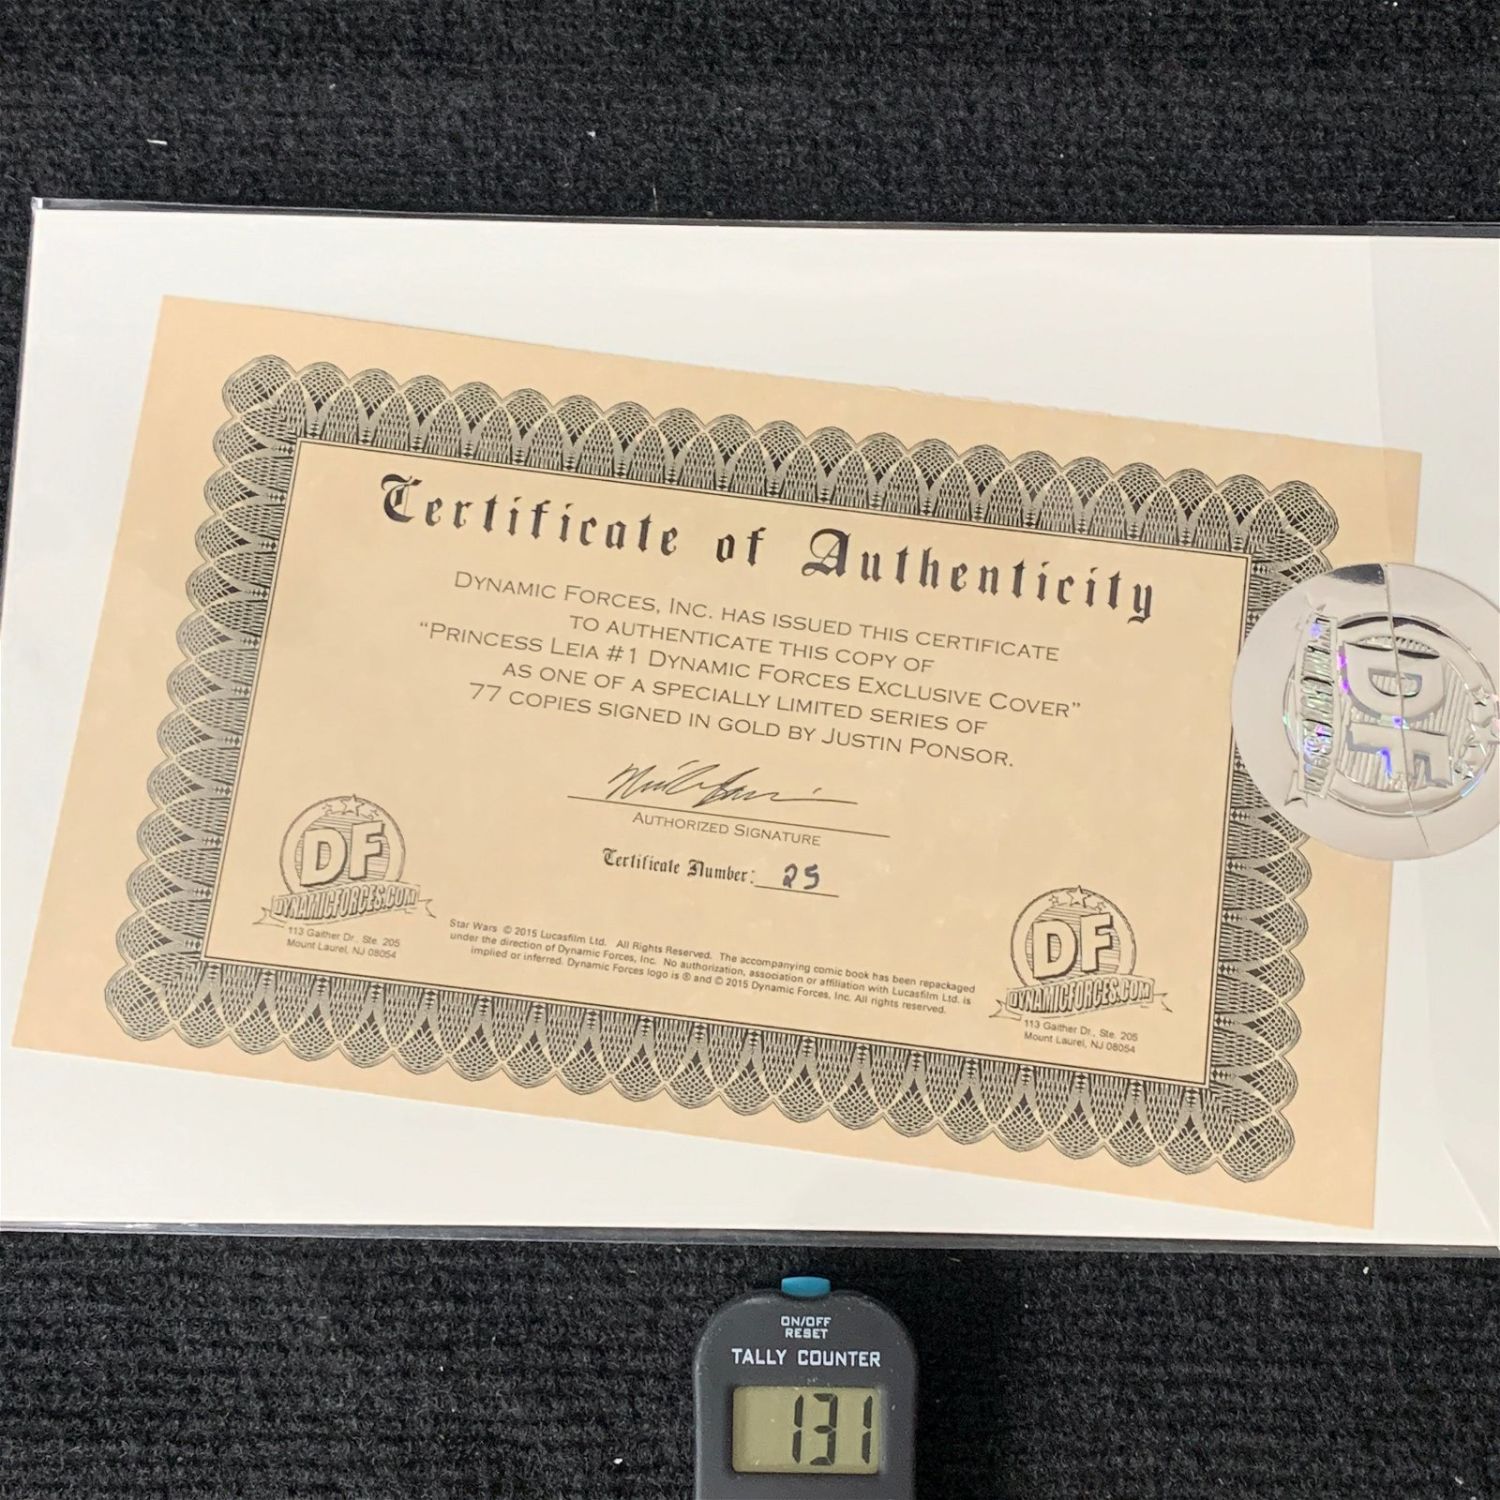 Certificate of Authenticity
Dynamic Forces, Inc. has issued this certificate
to authenticate this copy of
“Princess Leia #1 Dynamic Forces Exclusive Cover”
as one of a specially limited series of
77 copies signed in gold by Justin Ponsor.
Authorized Signature
Certificate Number: 25
DF
DYNAMICFORCES.COM
113 Gaither Dr., Ste. 205
Mount Laurel, NJ 08054
Star Wars © 2015 Lucasfilm Ltd. All Rights Reserved. The accompanying comic book has been repackaged
under the direction of Dynamic Forces, Inc. No authorization, association or affiliation with Lucasfilm Ltd. is
implied or inferred. Dynamic Forces logo is ® and © 2015 Dynamic Forces, Inc. All rights reserved.
DF
DYNAMICFORCES.COM
113 Gaither Dr., Ste. 205
Mount Laurel, NJ 08054
DF
ON/OFF
RESET
TALLY COUNTER
131